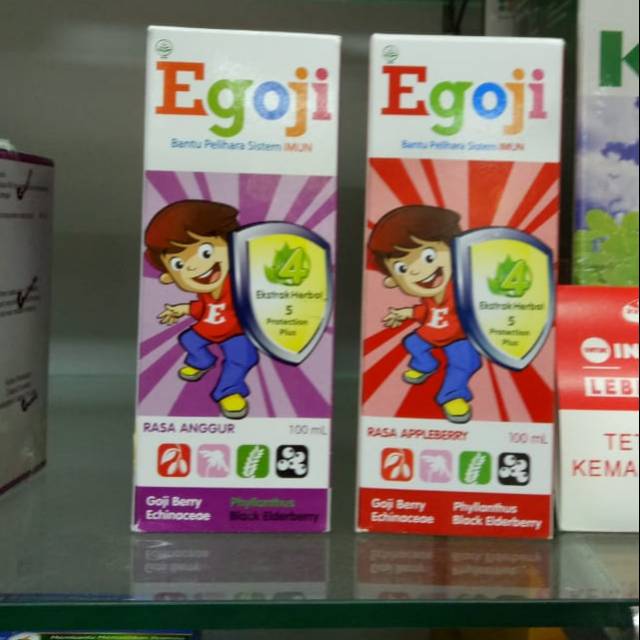 Egoji
Bantu Pelihara Sistem IMUN
4
Ekstrak Herbal
5
Protection
Plus
E
RASA ANGGUR 100 mL
Goji Berry Phyllanthus
Echinaceae Black Elderberry
Egoji
Bantu Pelihara Sistem IMUN
4
Ekstrak Herbal
5
Protection
Plus
E
RASA APPLEBERRY 100 mL
Goji Berry Phyllanthus
Echinaceae Black Elderberry
K
IN
LEB
TE
KEMA